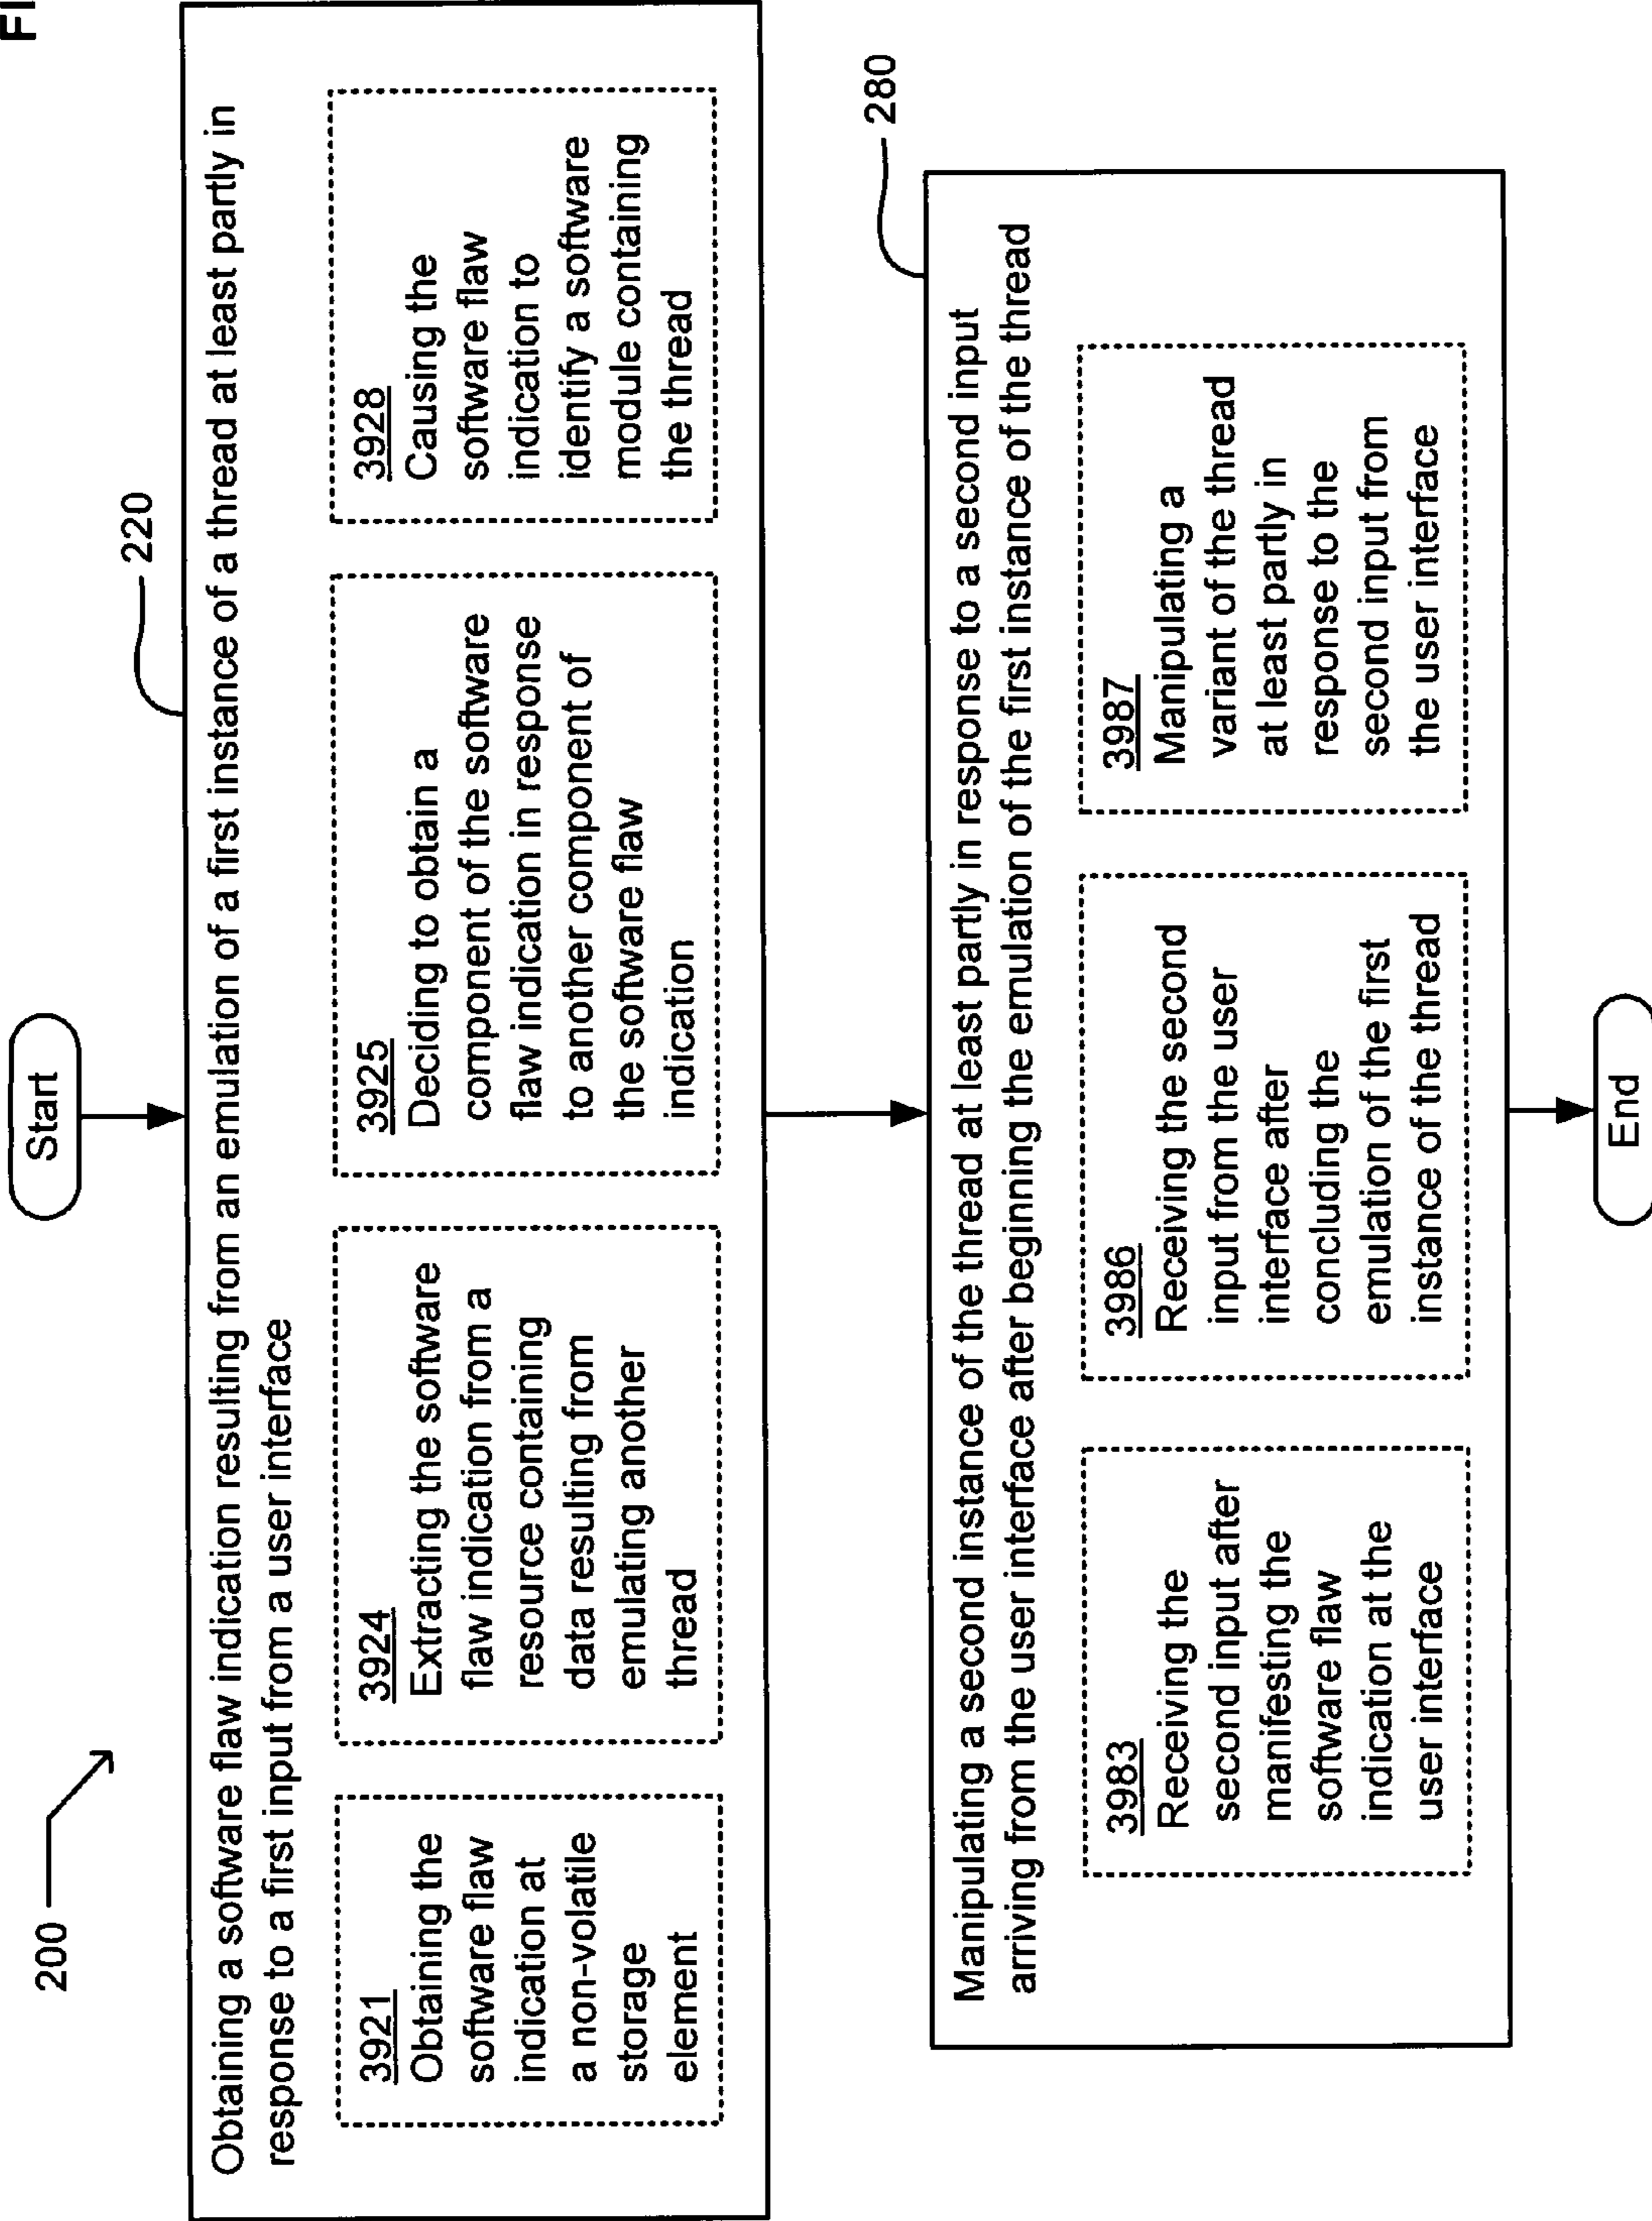 FI
200
Start
220
Obtaining a software flaw indication resulting from an emulation of a first instance of a thread at least partly in
response to a first input from a user interface
3921
Obtaining the
software flaw
indication at
a non-volatile
storage
element
3924
Extracting the software
flaw indication from a
resource containing
data resulting from
emulating another
thread
3925
Deciding to obtain a
component of the software
flaw indication in response
to another component of
the software flaw
indication
3928
Causing the
software flaw
indication to
identify a software
module containing
the thread
280
Manipulating a second instance of the thread at least partly in response to a second input
arriving from the user interface after beginning the emulation of the first instance of the thread
3983
Receiving the
second input after
manifesting the
software flaw
indication at the
user interface
3986
Receiving the second
input from the user
interface after
concluding the
emulation of the first
instance of the thread
3987
Manipulating a
variant of the thread
at least partly in
response to the
second input from
the user interface
End